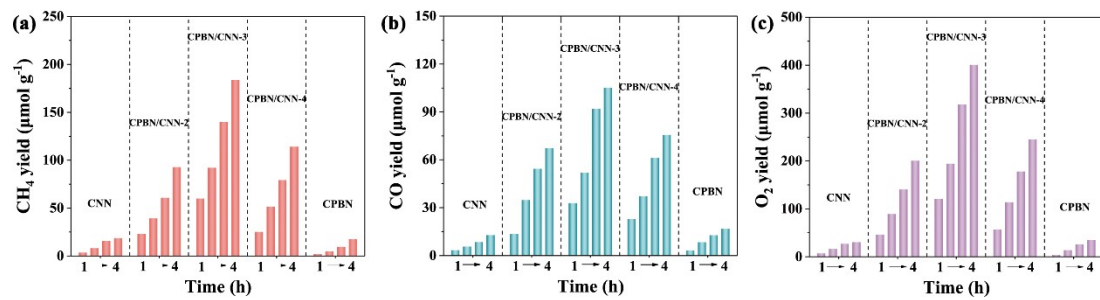 (a)
CH₄ yield (μmol g⁻¹)
250
200
150
100
50
0
CNN
CPBN/CNN-2
CPBN/CNN-3
CPBN/CNN-4
CPBN
1 ► 4 1 ► 4 1 ► 4 1 ► 4 1 → 4
Time (h)
(b)
CO yield (μmol g⁻¹)
150
120
90
60
30
0
CNN
CPBN/CNN-2
CPBN/CNN-3
CPBN/CNN-4
CPBN
1 → 4 1 → 4 1 → 4 1 → 4 1 → 4
Time (h)
(c)
O₂ yield (μmol g⁻¹)
500
400
300
200
100
0
CNN
CPBN/CNN-2
CPBN/CNN-3
CPBN/CNN-4
CPBN
1 → 4 1 → 4 1 → 4 1 → 4 1 → 4
Time (h)